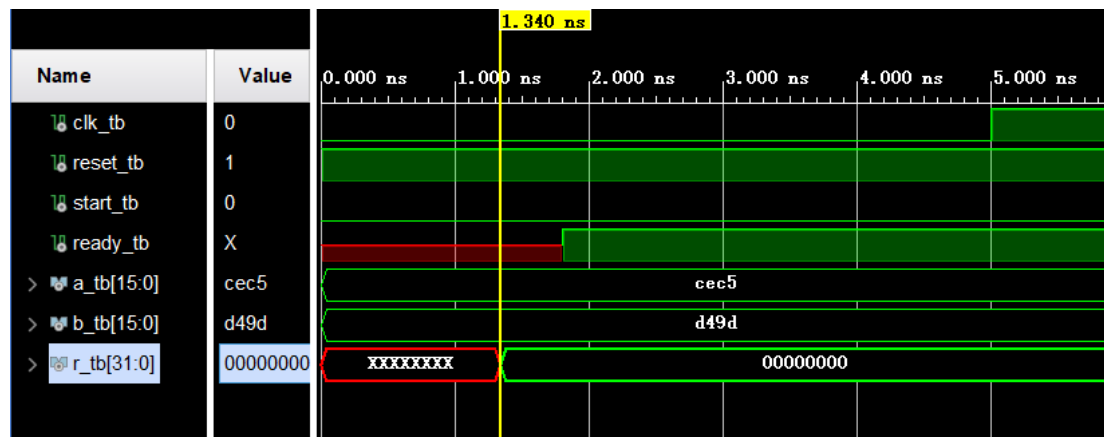 1.340 ns
Name Value 0.000 ns 1.000 ns 2.000 ns 3.000 ns 4.000 ns 5.000 ns
clk_tb 0
reset_tb 1
start_tb 0
ready_tb X
> a_tb[15:0] cec5 cec5
> b_tb[15:0] d49d d49d
> r_tb[31:0] 00000000 XXXXXXXX 00000000